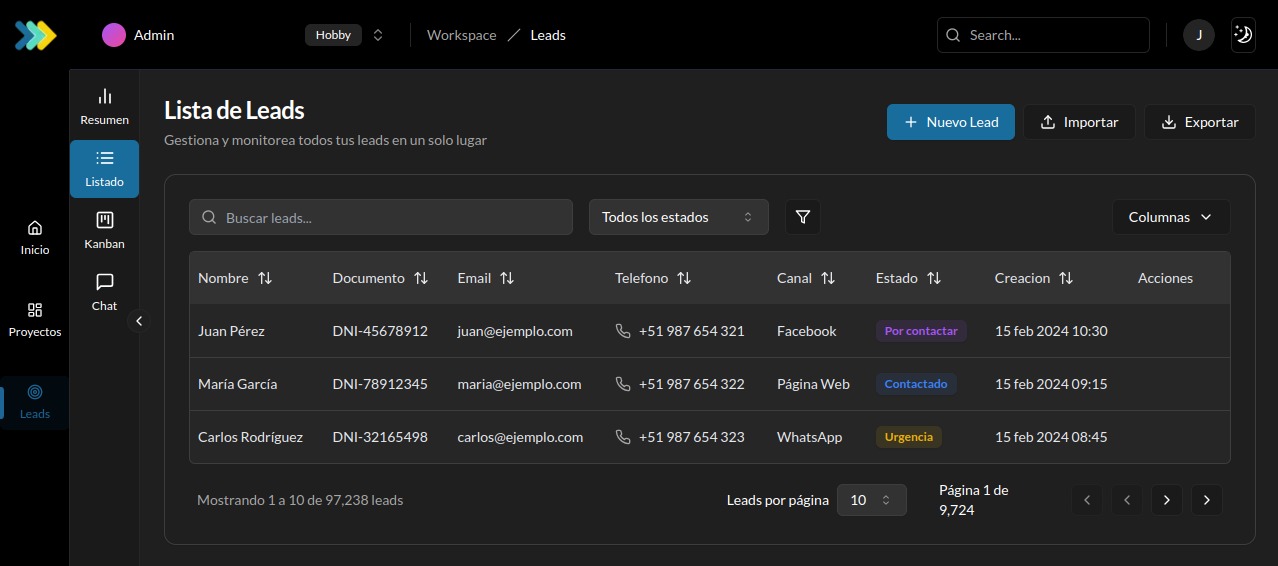 Admin
Hobby
Workspace / Leads
Search...
J
Resumen
Listado
Kanban
Chat
Inicio
Proyectos
Leads
Lista de Leads
Gestiona y monitorea todos tus leads en un solo lugar
Nuevo Lead
Importar
Exportar
Buscar leads...
Todos los estados
Columnas
Nombre Documento Email Telefono Canal Estado Creacion Acciones
Juan Pérez DNI-45678912 juan@ejemplo.com +51 987 654 321 Facebook Por contactar 15 feb 2024 10:30
María García DNI-78912345 maria@ejemplo.com +51 987 654 322 Página Web Contactado 15 feb 2024 09:15
Carlos Rodríguez DNI-32165498 carlos@ejemplo.com +51 987 654 323 WhatsApp Urgencia 15 feb 2024 08:45
Mostrando 1 a 10 de 97,238 leads
Leads por página 10
Página 1 de
9,724